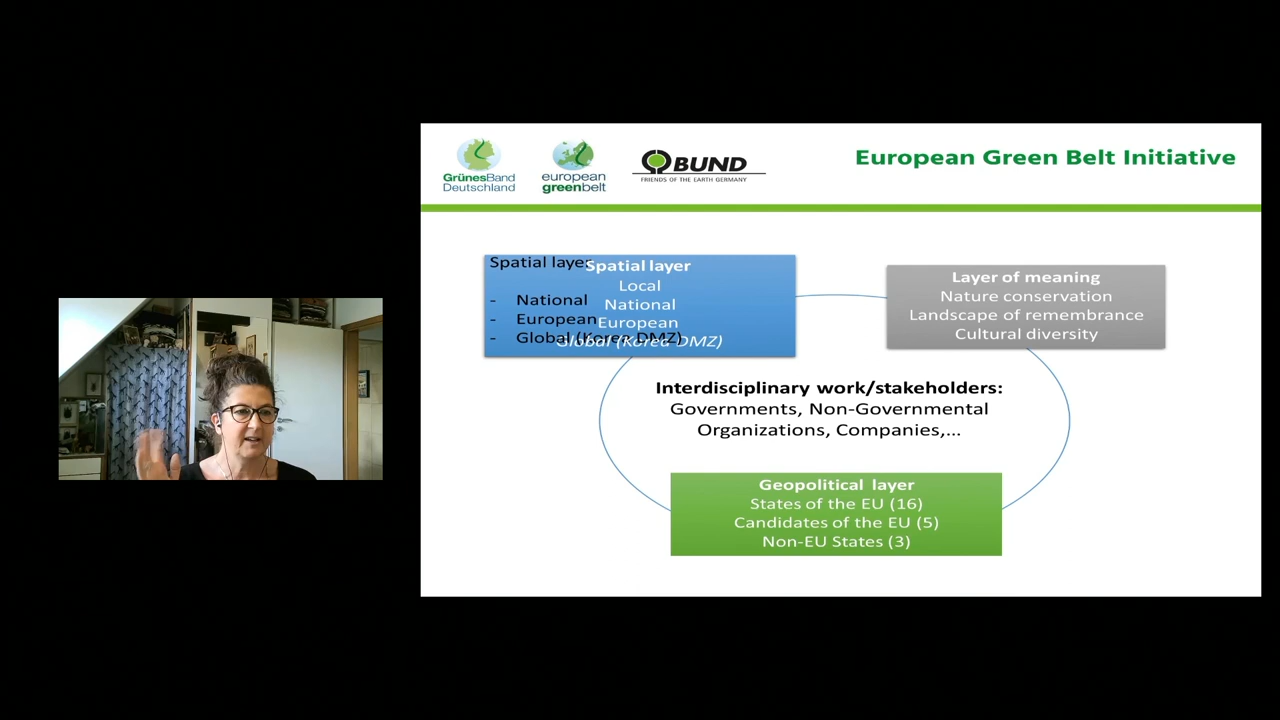 GrünesBand
Deutschland
european
greenbelt
BUND
FRIENDS OF THE EARTH GERMANY
European Green Belt Initiative
Spatial layer
- National
- European
- Global (Korea DMZ)
Spatial layer
Local
National
European
Global (Korea DMZ)
Layer of meaning
Nature conservation
Landscape of remembrance
Cultural diversity
Interdisciplinary work/stakeholders:
Governments, Non-Governmental
Organizations, Companies,...
Geopolitical layer
States of the EU (16)
Candidates of the EU (5)
Non-EU States (3)